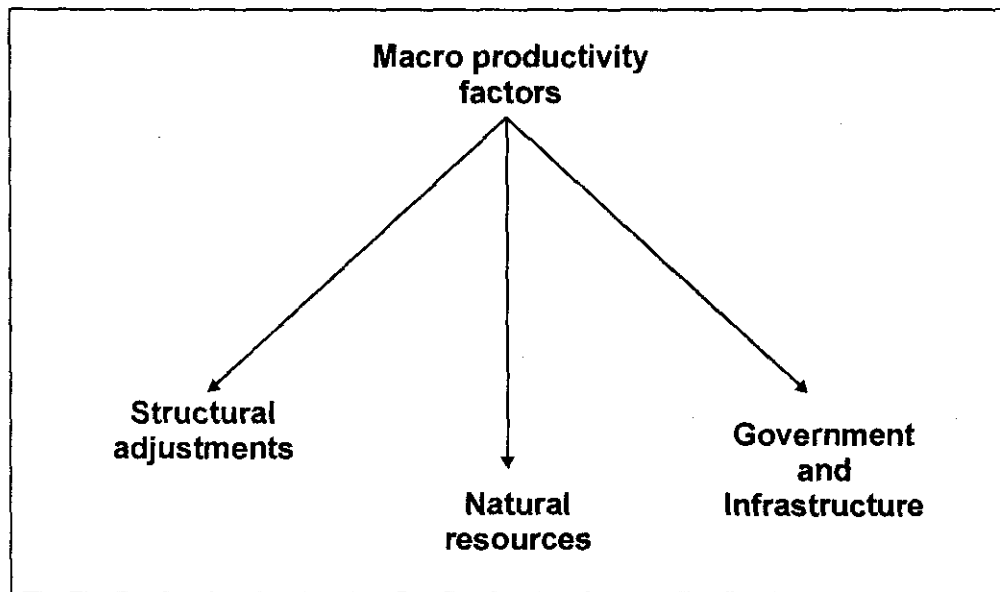 Macro productivity
factors
Structural
adjustments
Natural
resources
Government
and
Infrastructure